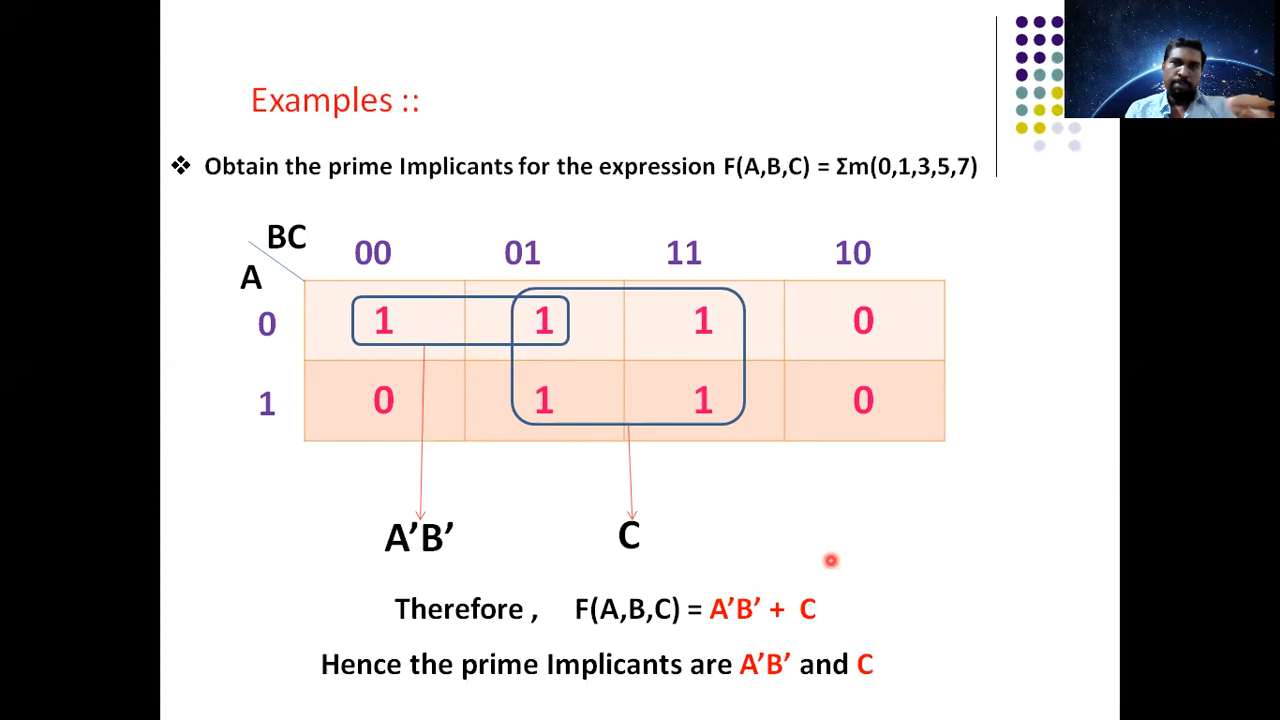 Examples ::
❖ Obtain the prime Implicants for the expression F(A,B,C) = Σm(0,1,3,5,7)
BC
A
00 01 11 10
0 1 1 1 0
1 0 1 1 0
A’B’ C
Therefore , F(A,B,C) = A’B’ + C
Hence the prime Implicants are A’B’ and C